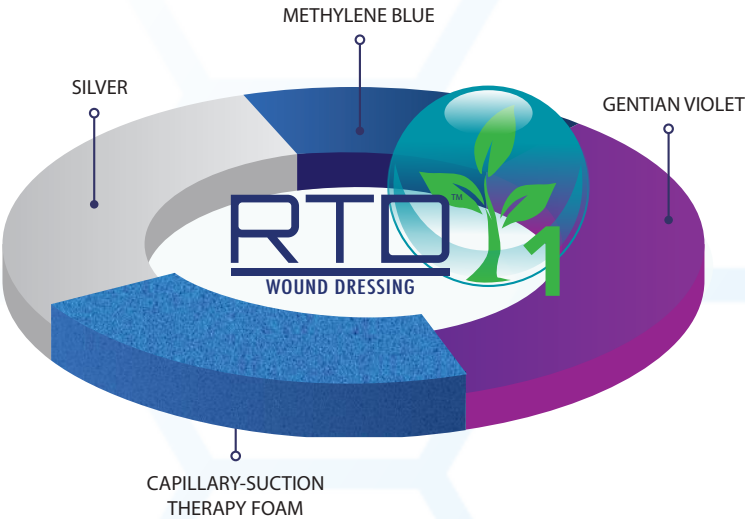 METHYLENE BLUE
SILVER
GENTIAN VIOLET
RTD™
1
WOUND DRESSING
CAPILLARY-SUCTION
THERAPY FOAM